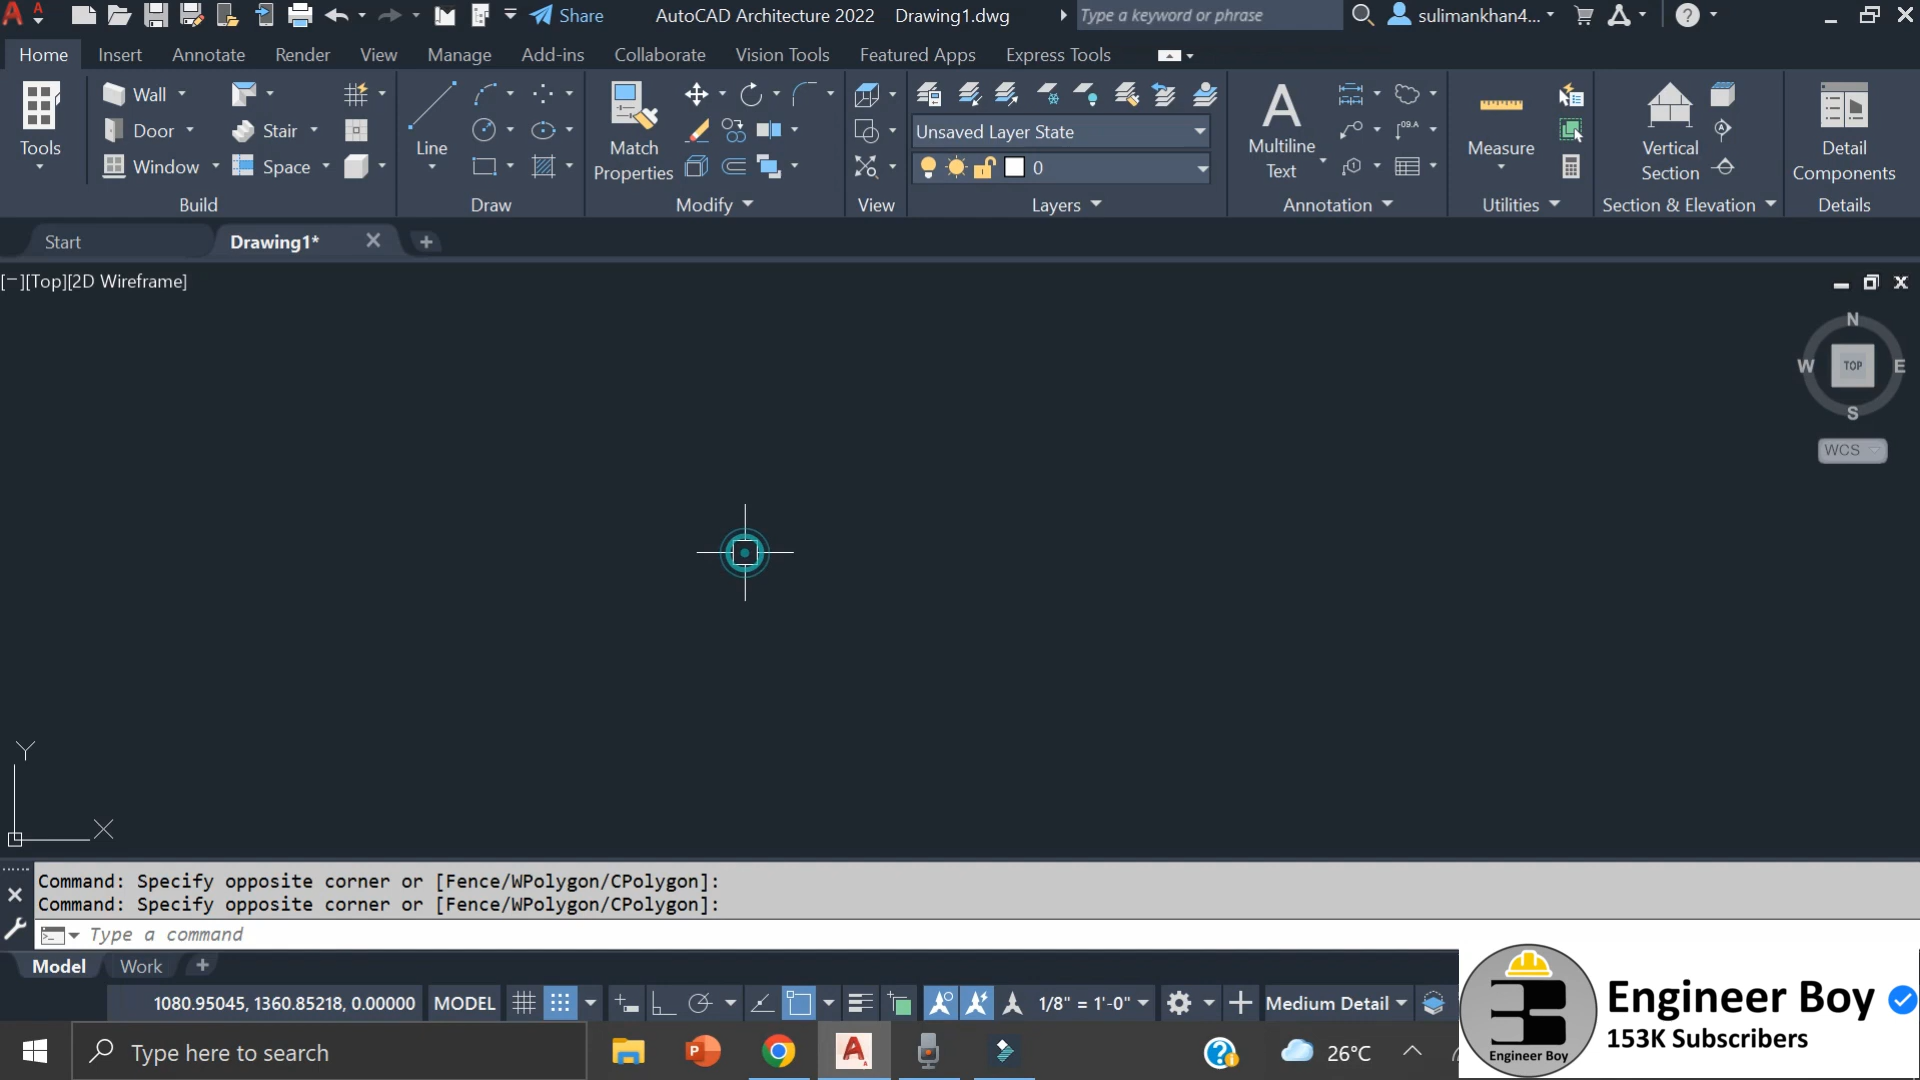 Share AutoCAD Architecture 2022 Drawing1.dwg Type a keyword or phrase sulimankhan4...
Home Insert Annotate Render View Manage Add-ins Collaborate Vision Tools Featured Apps Express Tools
Tools
Wall
Door
Window
Stair
Space
Build
Line
Draw
Match
Properties
Modify
View
Unsaved Layer State
0
Layers
Multiline
Text
Annotation
Measure
Utilities
Vertical
Section
Section & Elevation
Detail
Components
Details
Start Drawing1*
[−][Top][2D Wireframe]
N
W TOP E
S
WCS
Y
X
Command: Specify opposite corner or [Fence/WPolygon/CPolygon]:
Command: Specify opposite corner or [Fence/WPolygon/CPolygon]:
Type a command
Model Work
1080.95045, 1360.85218, 0.00000 MODEL 1/8" = 1'-0" Medium Detail
Type here to search
26°C
Engineer Boy
Engineer Boy
153K Subscribers